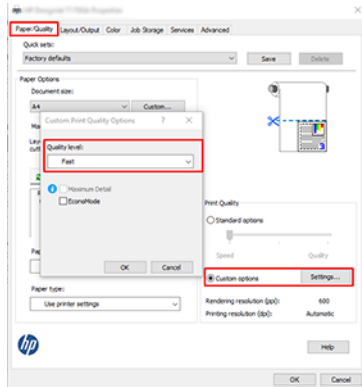 HP Designjet T1700dr Properties
Paper/Quality Layout/Output Color Job Storage Services Advanced
Quick sets:
Factory defaults
Save
Delete
Paper Options
Document size:
A4
Custom...
Custom Print Quality Options ? ×
Quality level:
Fast
Maximum Detail
EconoMode
OK Cancel
Paper type:
Use printer settings
Print Quality
Standard options
Speed Quality
Custom options Settings...
Rendering resolution (ppi): 600
Printing resolution (dpi): Automatic
hp
Help
OK Cancel